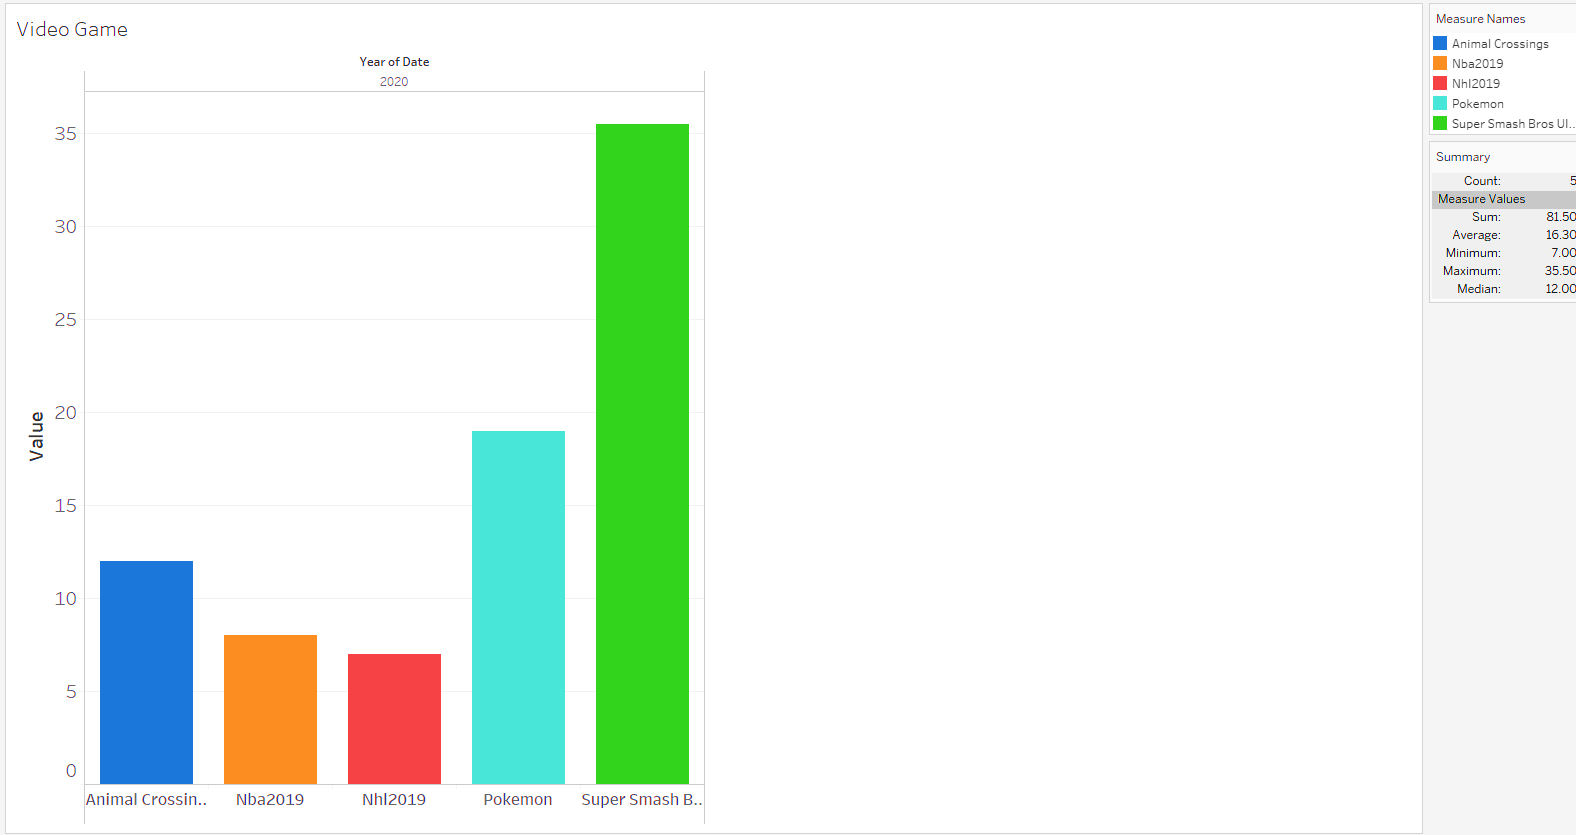 Video Game
Year of Date
2020
35
30
25
20
15
10
5
0
Value
Animal Crossin..
Nba2019
Nhl2019
Pokemon
Super Smash B..
Measure Names
Animal Crossings
Nba2019
Nhl2019
Pokemon
Super Smash Bros Ul..
Summary
Count: 5
Measure Values
Sum: 81.50
Average: 16.30
Minimum: 7.00
Maximum: 35.50
Median: 12.00